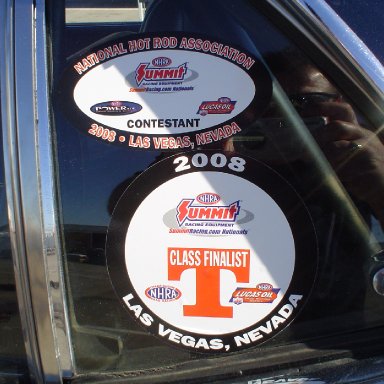 NATIONAL HOT ROD ASSOCIATION
NHRA
SUMMIT
RACING EQUIPMENT
SummitRacing.com Nationals
LUCAS OIL
CONTESTANT
2008 • LAS VEGAS, NEVADA
2008
NHRA
SUMMIT
RACING EQUIPMENT
SummitRacing.com Nationals
CLASS FINALIST
T
NHRA
LUCAS OIL
LAS VEGAS, NEVADA